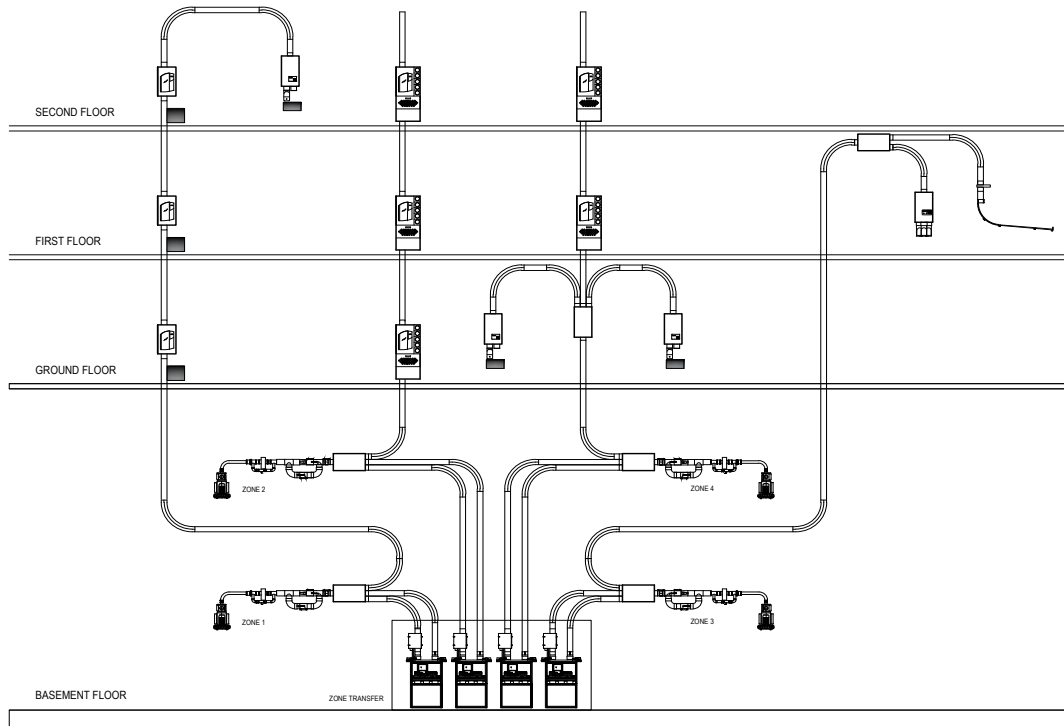 SECOND FLOOR
FIRST FLOOR
GROUND FLOOR
ZONE 2
ZONE 4
ZONE 1
ZONE 3
BASEMENT FLOOR
ZONE TRANSFER